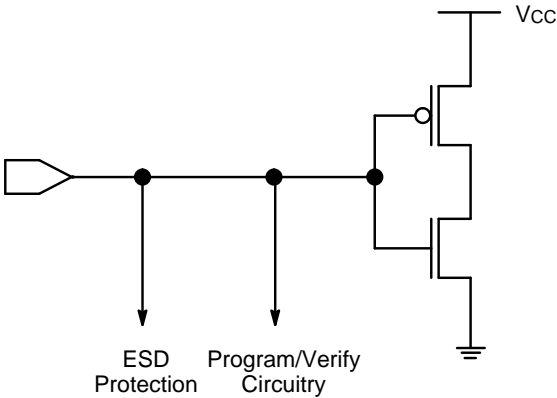 VCC
ESD
Protection
Program/Verify
Circuitry